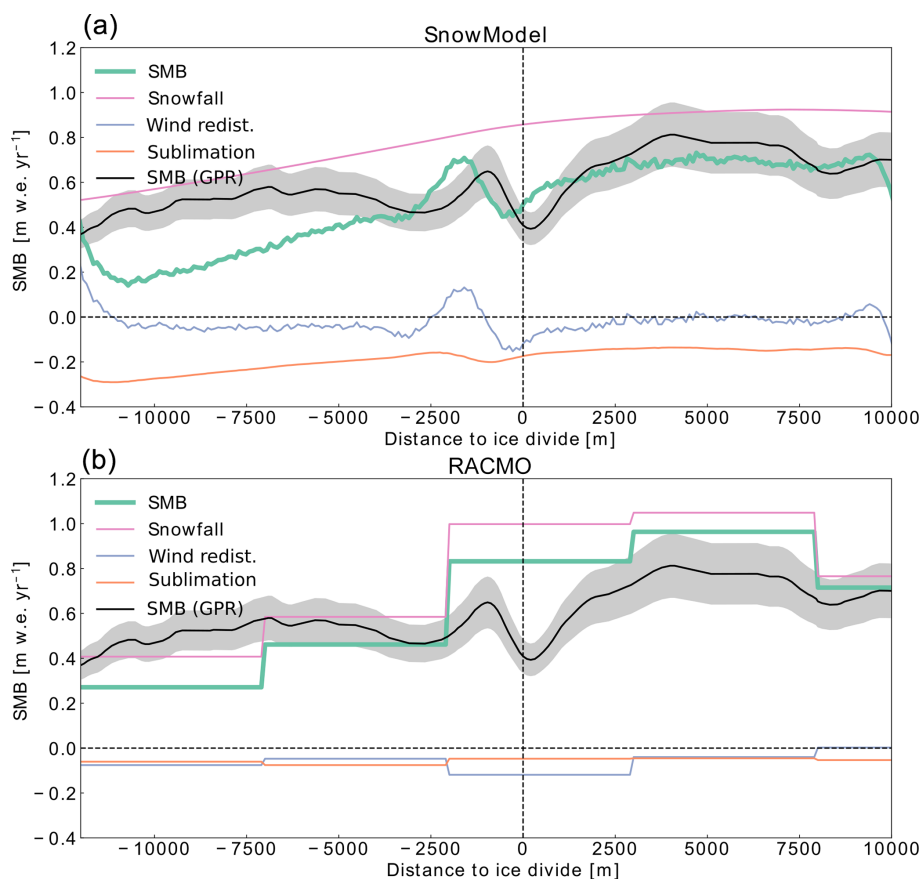 (a)
SnowModel
1.2
1.0
0.8
0.6
0.4
0.2
0.0
−0.2
−0.4
SMB [m w.e. yr⁻¹]
SMB
Snowfall
Wind redist.
Sublimation
SMB (GPR)
−10000 −7500 −5000 −2500 0 2500 5000 7500 10000
Distance to ice divide [m]
(b)
RACMO
1.2
1.0
0.8
0.6
0.4
0.2
0.0
−0.2
−0.4
SMB [m w.e. yr⁻¹]
SMB
Snowfall
Wind redist.
Sublimation
SMB (GPR)
−10000 −7500 −5000 −2500 0 2500 5000 7500 10000
Distance to ice divide [m]